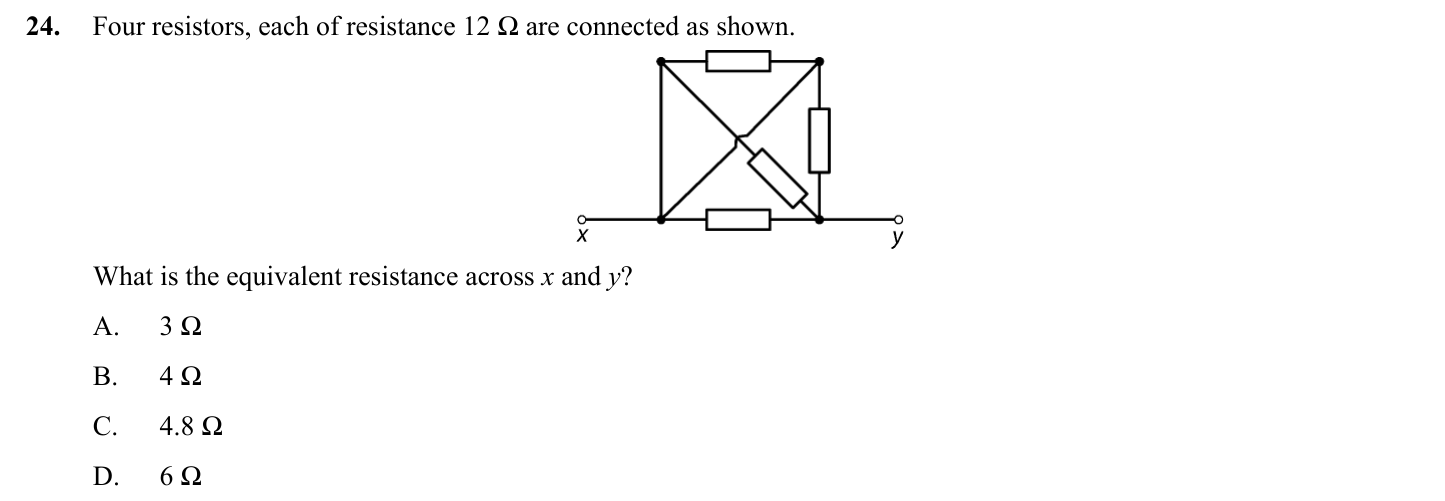 24. Four resistors, each of resistance 12 Ω are connected as shown.
x y
What is the equivalent resistance across x and y?
A. 3 Ω
B. 4 Ω
C. 4.8 Ω
D. 6 Ω